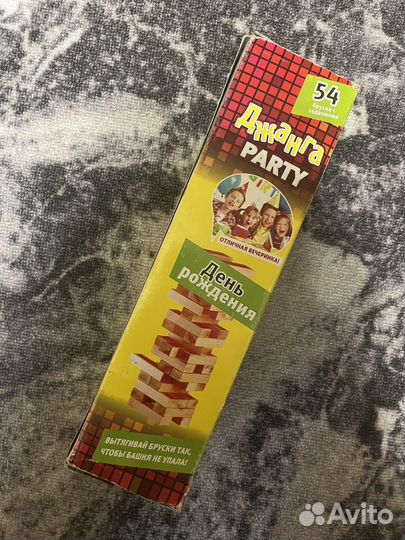 54
бруска с
заданиями
Джанга
PARTY
ОТЛИЧНАЯ ВЕЧЕРИНКА!
День
рождения
ВЫТЯГИВАЙ БРУСКИ ТАК,
ЧТОБЫ БАШНЯ НЕ УПАЛА!
Avito